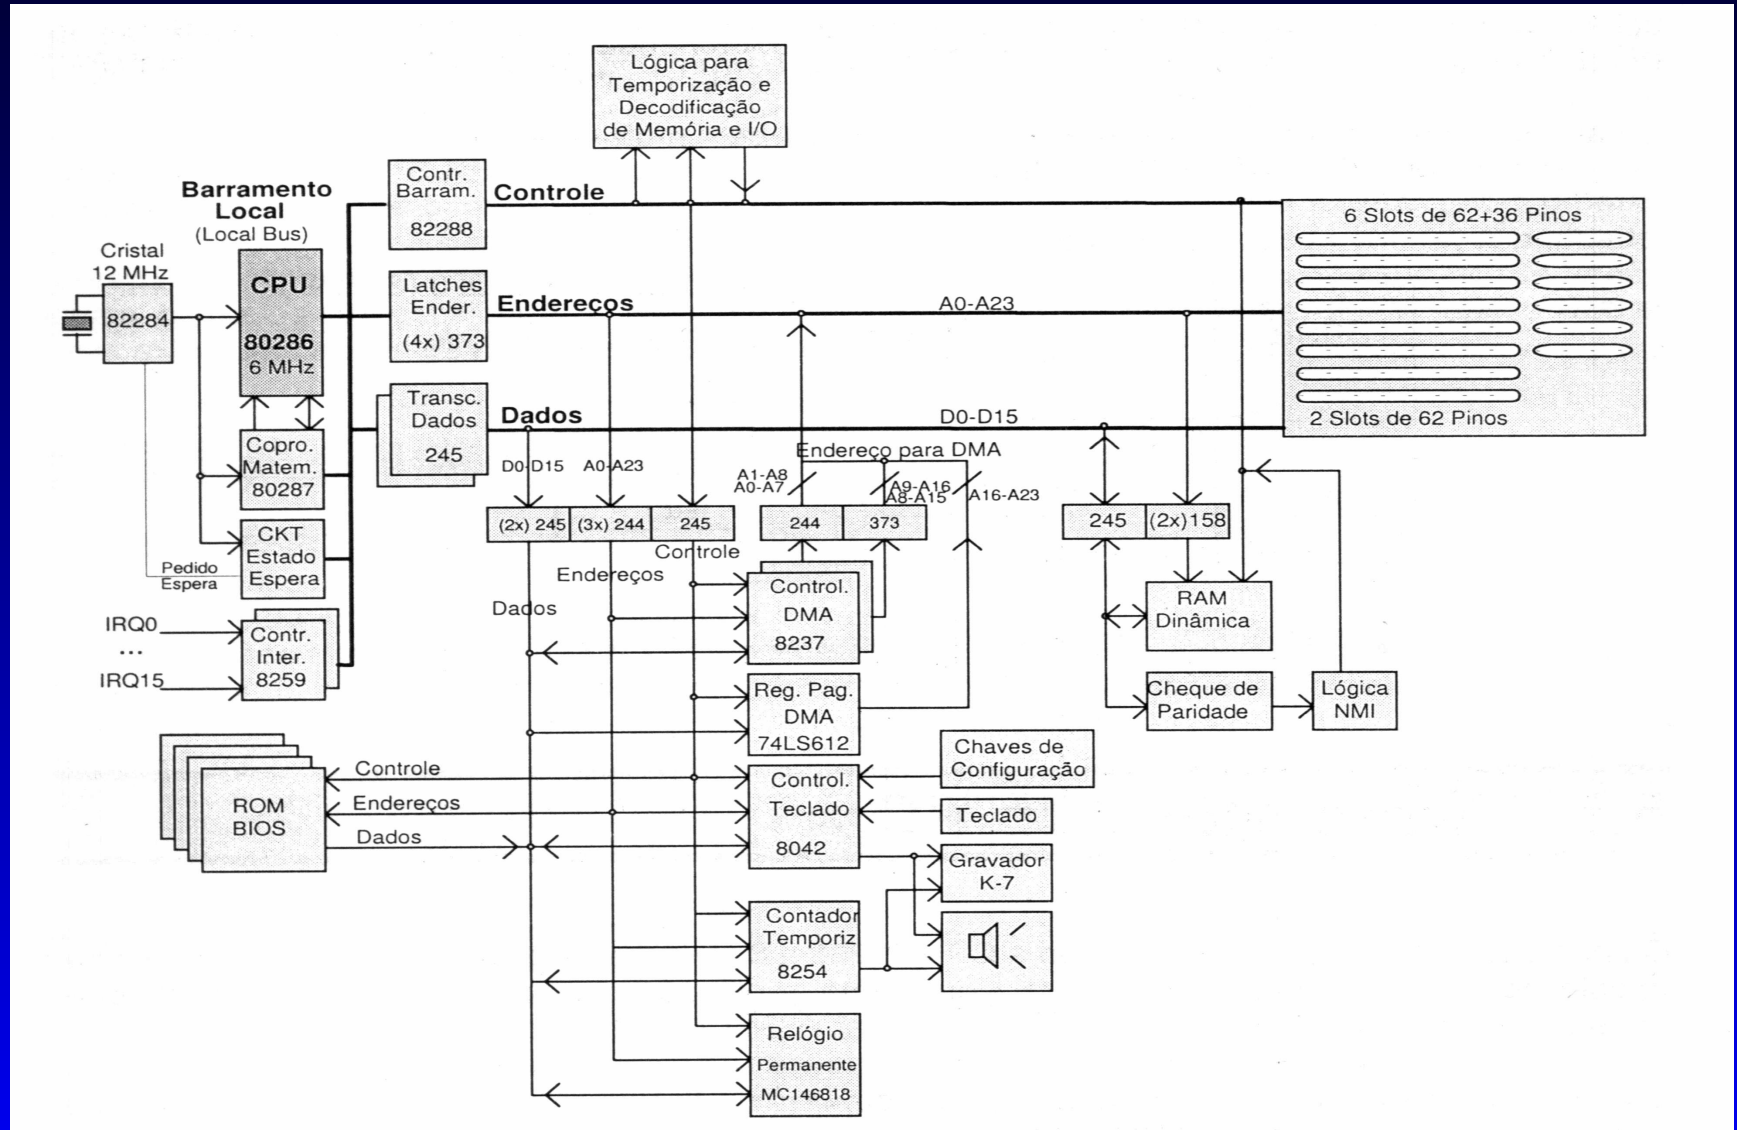 Lógica para
Temporização e
Decodificação
de Memória e I/O
Barramento
Local
(Local Bus)
Contr.
Barram.
82288
Controle
Cristal
12 MHz
82284
CPU
80286
6 MHz
Latches
Ender.
(4x) 373
Endereços
A0-A23
6 Slots de 62+36 Pinos
2 Slots de 62 Pinos
Transc.
Dados
245
Dados
D0-D15
Copro.
Matem.
80287
CKT
Estado
Espera
Pedido
Espera
IRQ0
...
IRQ15
Contr.
Inter.
8259
D0-D15
A0-A23
(2x) 245
(3x) 244
245
Controle
Endereços
Dados
Endereço para DMA
A1-A8
A0-A7
A9-A16
A8-A15
A16-A23
244
373
Control.
DMA
8237
Reg. Pag.
DMA
74LS612
245
(2x)158
RAM
Dinâmica
Cheque de
Paridade
Lógica
NMI
ROM
BIOS
Controle
Endereços
Dados
Control.
Teclado
8042
Chaves de
Configuração
Teclado
Gravador
K-7
Contador
Temporiz
8254
Relógio
Permanente
MC146818